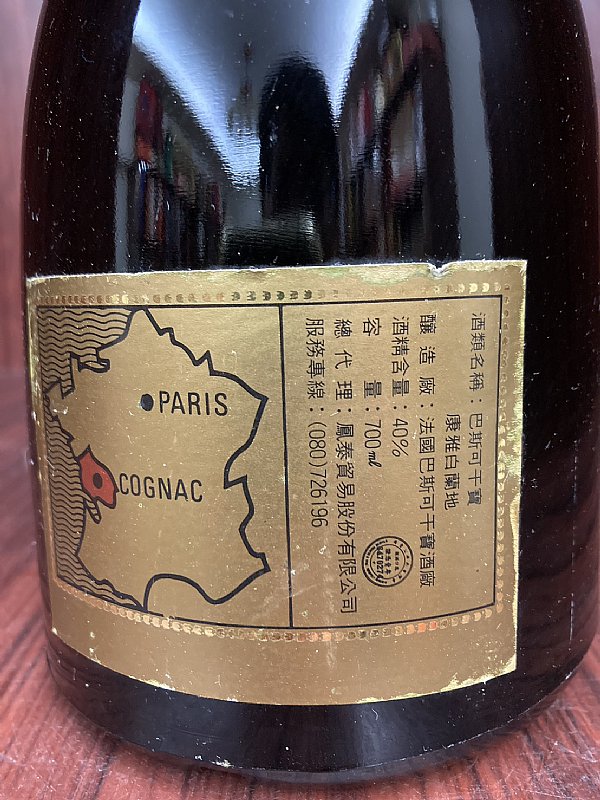 PARIS
COGNAC
酒類名稱：巴斯可干寶
康雅白蘭地
釀造廠：法國巴斯可干寶酒廠
酒精含量：40%
容量：700ml
總代理：鳳泰貿易股份有限公司
服務專線：(080)726196